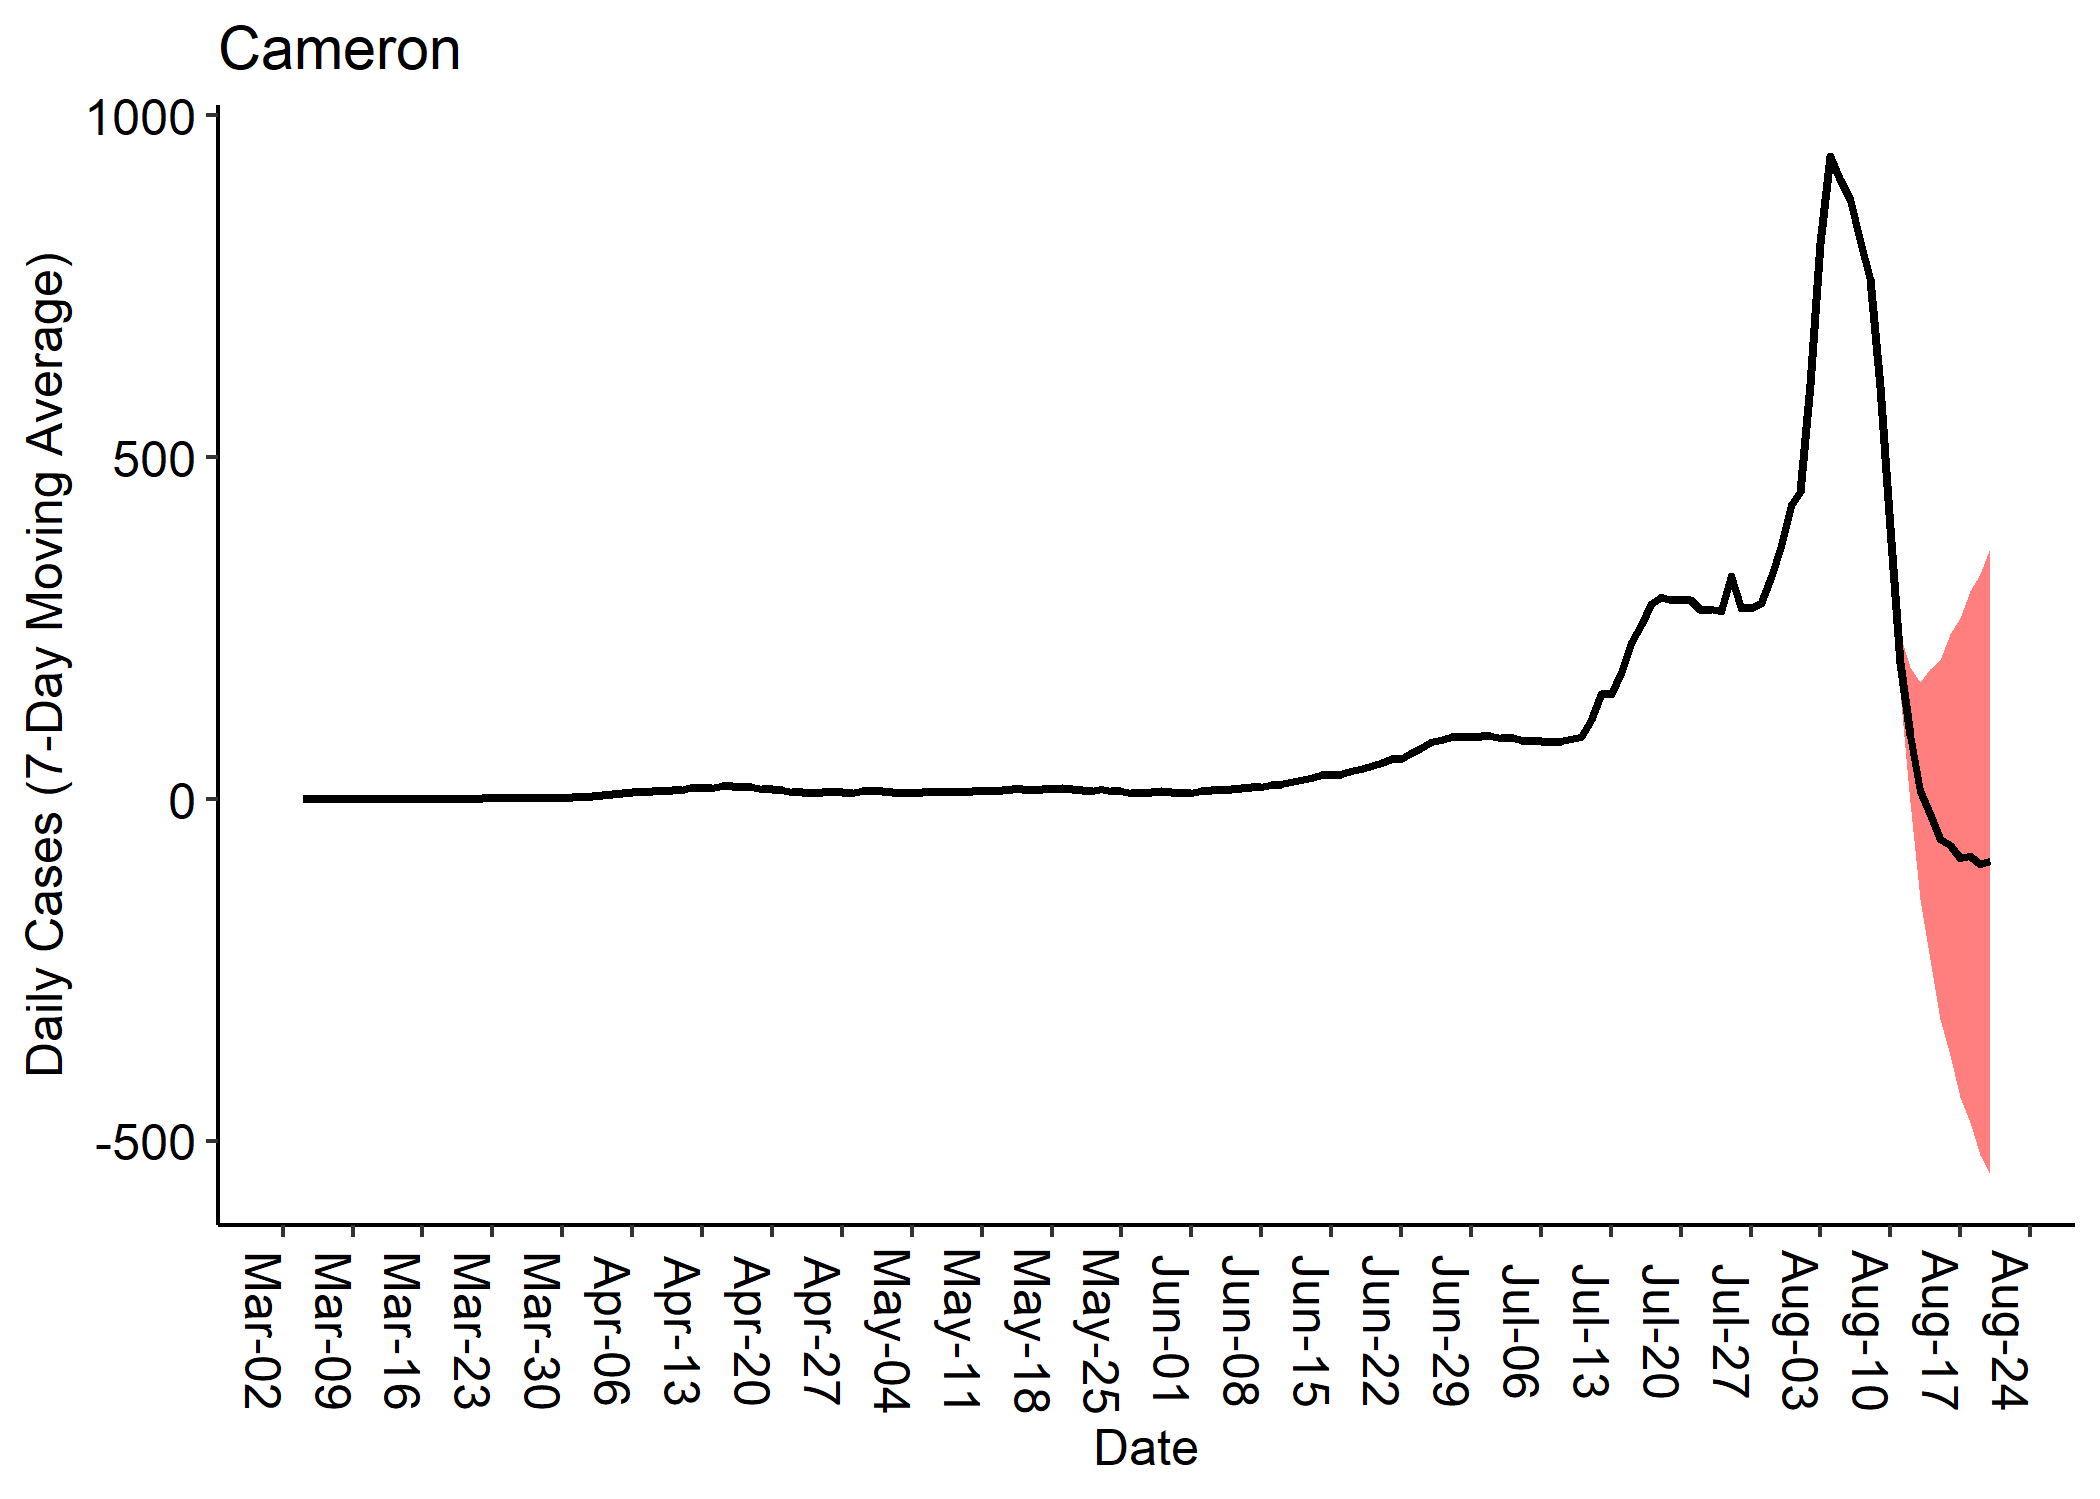 Cameron
Daily Cases (7-Day Moving Average)
1000
500
0
-500
Mar-02
Mar-09
Mar-16
Mar-23
Mar-30
Apr-06
Apr-13
Apr-20
Apr-27
May-04
May-11
May-18
May-25
Jun-01
Jun-08
Jun-15
Jun-22
Jun-29
Jul-06
Jul-13
Jul-20
Jul-27
Aug-03
Aug-10
Aug-17
Aug-24
Date